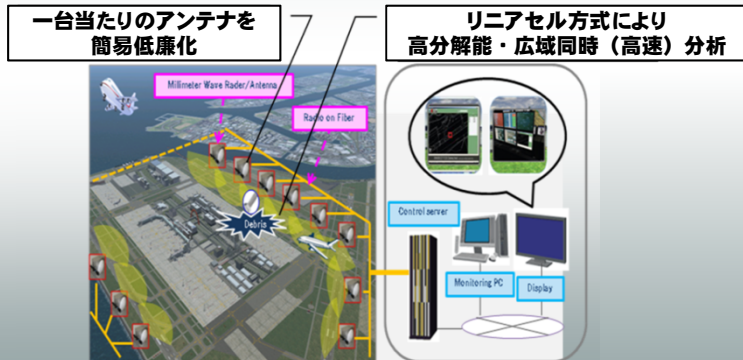 一台当たりのアンテナを
簡易低廉化
リニアセル方式により
高分解能・広域同時（高速）分析
Millimeter Wave Rader/Antenna
Radio on Fiber
Debris
Control server
Monitoring PC
Display